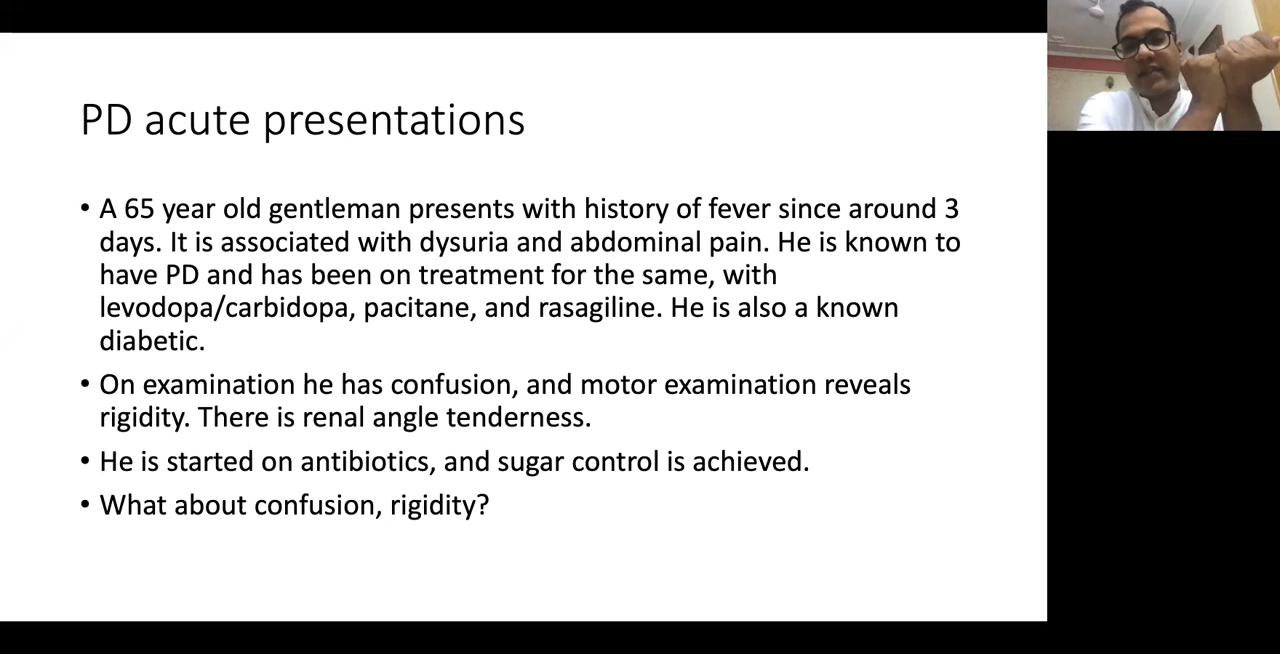 PD acute presentations
• A 65 year old gentleman presents with history of fever since around 3
days. It is associated with dysuria and abdominal pain. He is known to
have PD and has been on treatment for the same, with
levodopa/carbidopa, pacitane, and rasagiline. He is also a known
diabetic.
• On examination he has confusion, and motor examination reveals
rigidity. There is renal angle tenderness.
• He is started on antibiotics, and sugar control is achieved.
• What about confusion, rigidity?